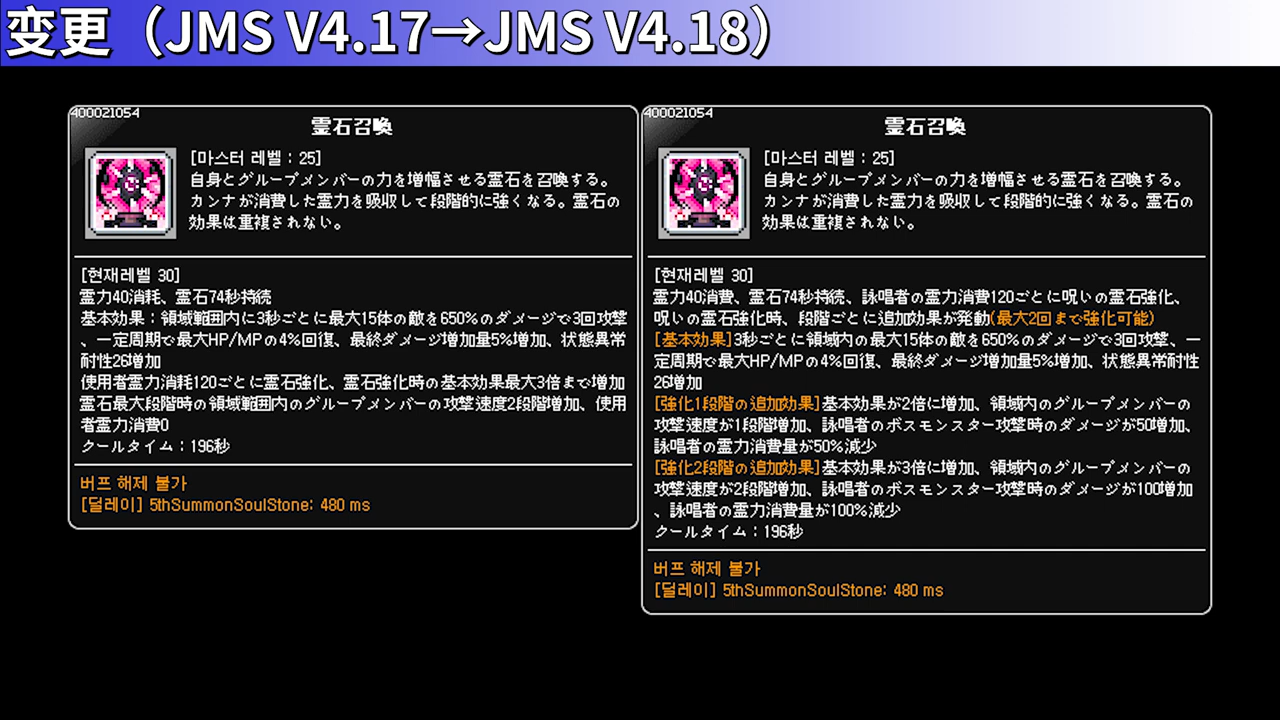 変更（JMS V4.17→JMS V4.18）
400021054
霊石召喚
[마스터 레벨 : 25]
自身とグループメンバーの力を増幅させる霊石を召喚する。
カンナが消費した霊力を吸収して段階的に強くなる。霊石の
効果は重複されない。
[현재레벨 30]
霊力40消耗、霊石74秒持続
基本効果：領域範囲内に3秒ごとに最大15体の敵を650%のダメージで3回攻撃
、一定周期で最大HP/MPの4%回復、最終ダメージ増加量5%増加、状態異常
耐性26増加
使用者霊力消耗120ごとに霊石強化、霊石強化時の基本効果最大3倍まで増加
霊石最大段階時の領域範囲内のグループメンバーの攻撃速度2段階増加、使用
者霊力消費0
クールタイム：196秒
버프 해제 불가
[딜레이] 5thSummonSoulStone: 480 ms
400021054
霊石召喚
[마스터 레벨 : 25]
自身とグループメンバーの力を増幅させる霊石を召喚する。
カンナが消費した霊力を吸収して段階的に強くなる。霊石の
効果は重複されない。
[현재레벨 30]
霊力40消費、霊石74秒持続、詠唱者の霊力消費120ごとに呪いの霊石強化、
呪いの霊石強化時、段階ごとに追加効果が発動(最大2回まで強化可能)
[基本効果]3秒ごとに領域内の最大15体の敵を650%のダメージで3回攻撃、一
定周期で最大HP/MPの4%回復、最終ダメージ増加量5%増加、状態異常耐性
26増加
[強化1段階の追加効果]基本効果が2倍に増加、領域内のグループメンバーの
攻撃速度が1段階増加、詠唱者のボスモンスター攻撃時のダメージが50増加、
詠唱者の霊力消費量が50%減少
[強化2段階の追加効果]基本効果が3倍に増加、領域内のグループメンバーの
攻撃速度が2段階増加、詠唱者のボスモンスター攻撃時のダメージが100増加
、詠唱者の霊力消費量が100%減少
クールタイム：196秒
버프 해제 불가
[딜레이] 5thSummonSoulStone: 480 ms